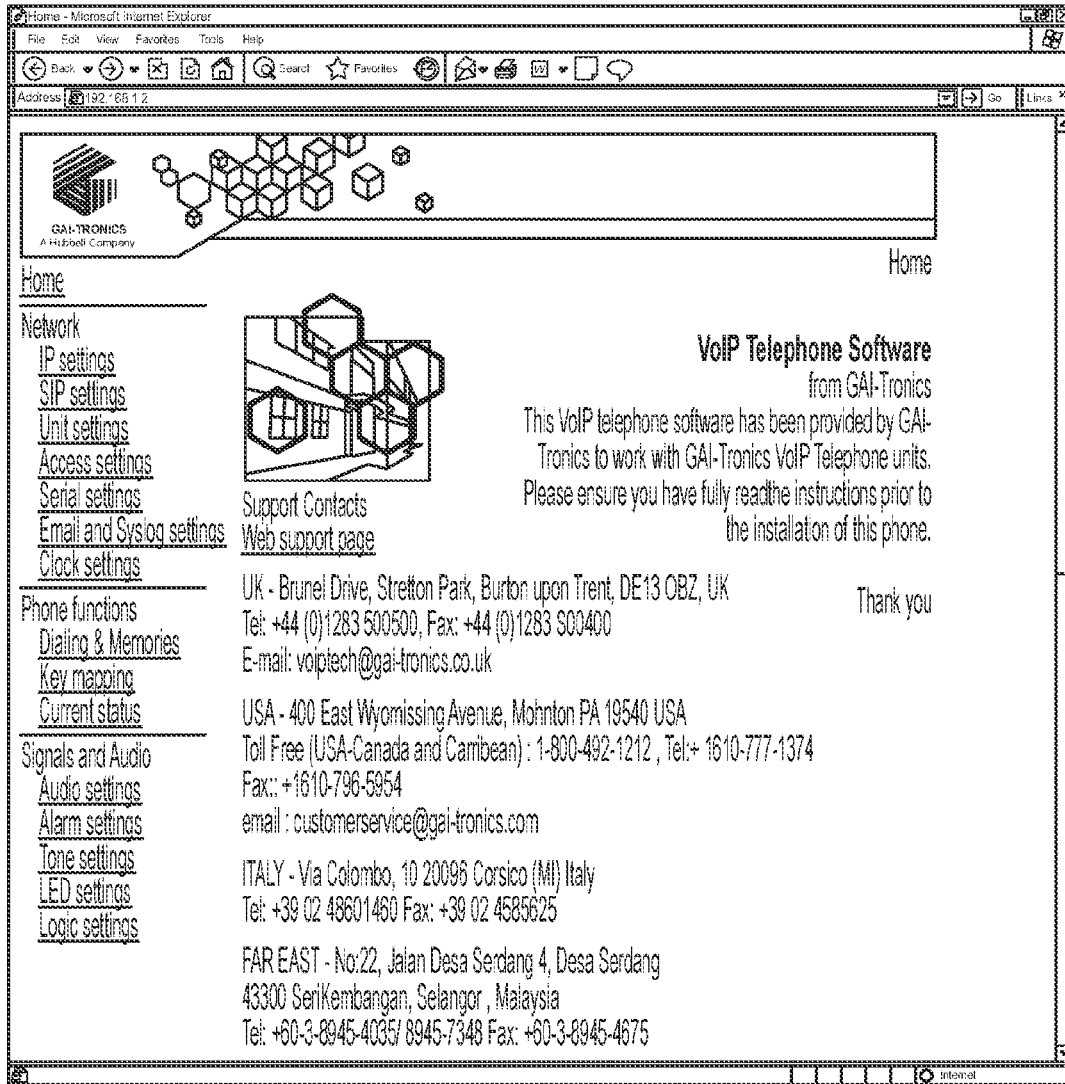 Home - Microsoft Internet Explorer
File Edit View Favorites Tools Help
Back Search Favorites
Address 192.168.1.2 Go Links
GAI-TRONICS
A Hubbell Company
Home
Home
Network
IP settings
SIP settings
Unit settings
Access settings
Serial settings
Email and Syslog settings
Clock settings
Phone functions
Dialing & Memories
Key mapping
Current status
Signals and Audio
Audio settings
Alarm settings
Tone settings
LED settings
Logic settings
VoIP Telephone Software
from GAI-Tronics
This VoIP telephone software has been provided by GAI-
Tronics to work with GAI-Tronics VoIP Telephone units.
Please ensure you have fully readthe instructions prior to
the installation of this phone.
Thank you
Support Contacts
Web support page
UK - Brunel Drive, Stretton Park, Burton upon Trent, DE13 OBZ, UK
Tel: +44 (0)1283 500500, Fax: +44 (0)1283 S00400
E-mail: voiptech@gai-tronics.co.uk
USA - 400 East Wyomissing Avenue, Mohnton PA 19540 USA
Toll Free (USA-Canada and Carribean) : 1-800-492-1212 , Tel:+ 1610-777-1374
Fax:: +1610-796-5954
email : customerservice@gai-tronics.com
ITALY - Via Colombo, 10 20096 Corsico (MI) Italy
Tel: +39 02 48601460 Fax: +39 02 4585625
FAR EAST - No:22, Jalan Desa Serdang 4, Desa Serdang
43300 SeriKembangan, Selangor , Malaysia
Tel: +60-3-8945-4035/ 8945-7348 Fax: +60-3-8945-4675
Internet